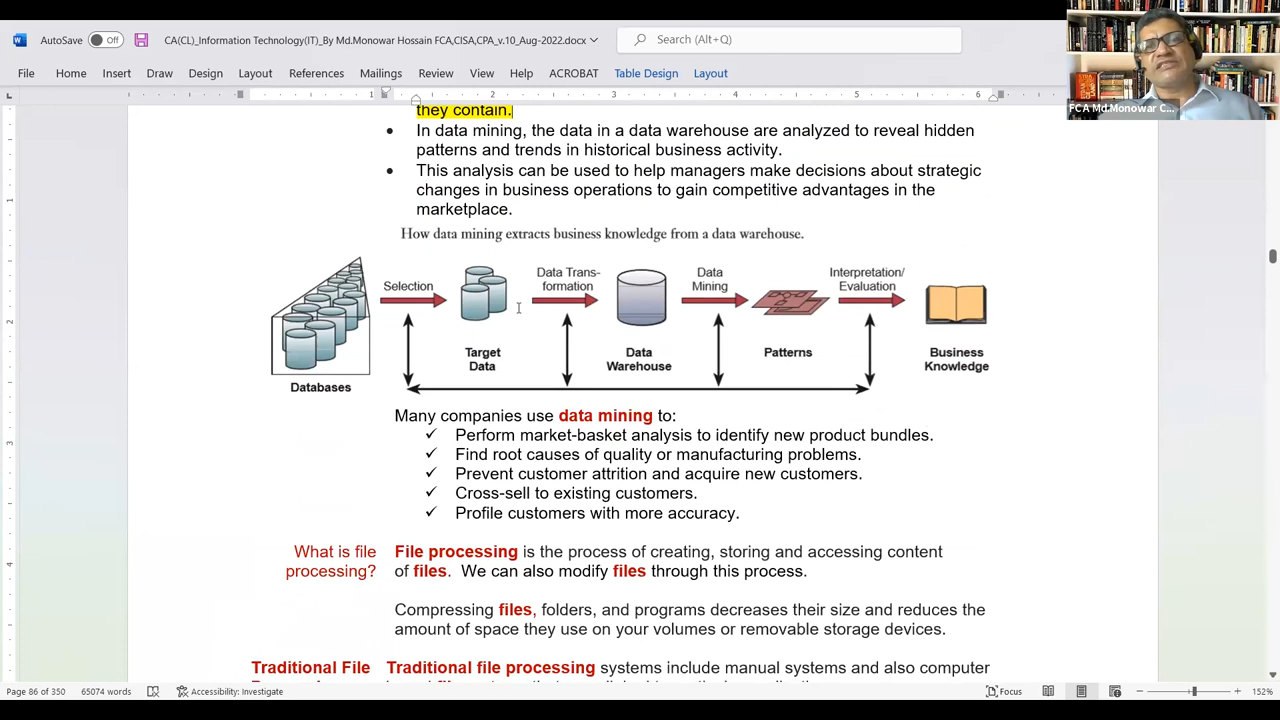 AutoSave Off CA(CL)_Information Technology(IT)_By Md.Monowar Hossain FCA,CISA,CPA_v.10_Aug-2022.docx Search (Alt+Q)
FCA Md.Monowar C...
File Home Insert Draw Design Layout References Mailings Review View Help ACROBAT Table Design Layout
1 2 3 4 5 6
they contain.
• In data mining, the data in a data warehouse are analyzed to reveal hidden
patterns and trends in historical business activity.
• This analysis can be used to help managers make decisions about strategic
changes in business operations to gain competitive advantages in the
marketplace.
How data mining extracts business knowledge from a data warehouse.
Selection
Data Trans-
formation
Data
Mining
Interpretation/
Evaluation
Databases
Target
Data
Data
Warehouse
Patterns
Business
Knowledge
Many companies use data mining to:
✓ Perform market-basket analysis to identify new product bundles.
✓ Find root causes of quality or manufacturing problems.
✓ Prevent customer attrition and acquire new customers.
✓ Cross-sell to existing customers.
✓ Profile customers with more accuracy.
What is file
processing?
File processing is the process of creating, storing and accessing content
of files. We can also modify files through this process.
Compressing files, folders, and programs decreases their size and reduces the
amount of space they use on your volumes or removable storage devices.
Traditional File Traditional file processing systems include manual systems and also computer
Page 86 of 350 65074 words Accessibility: Investigate Focus 152%